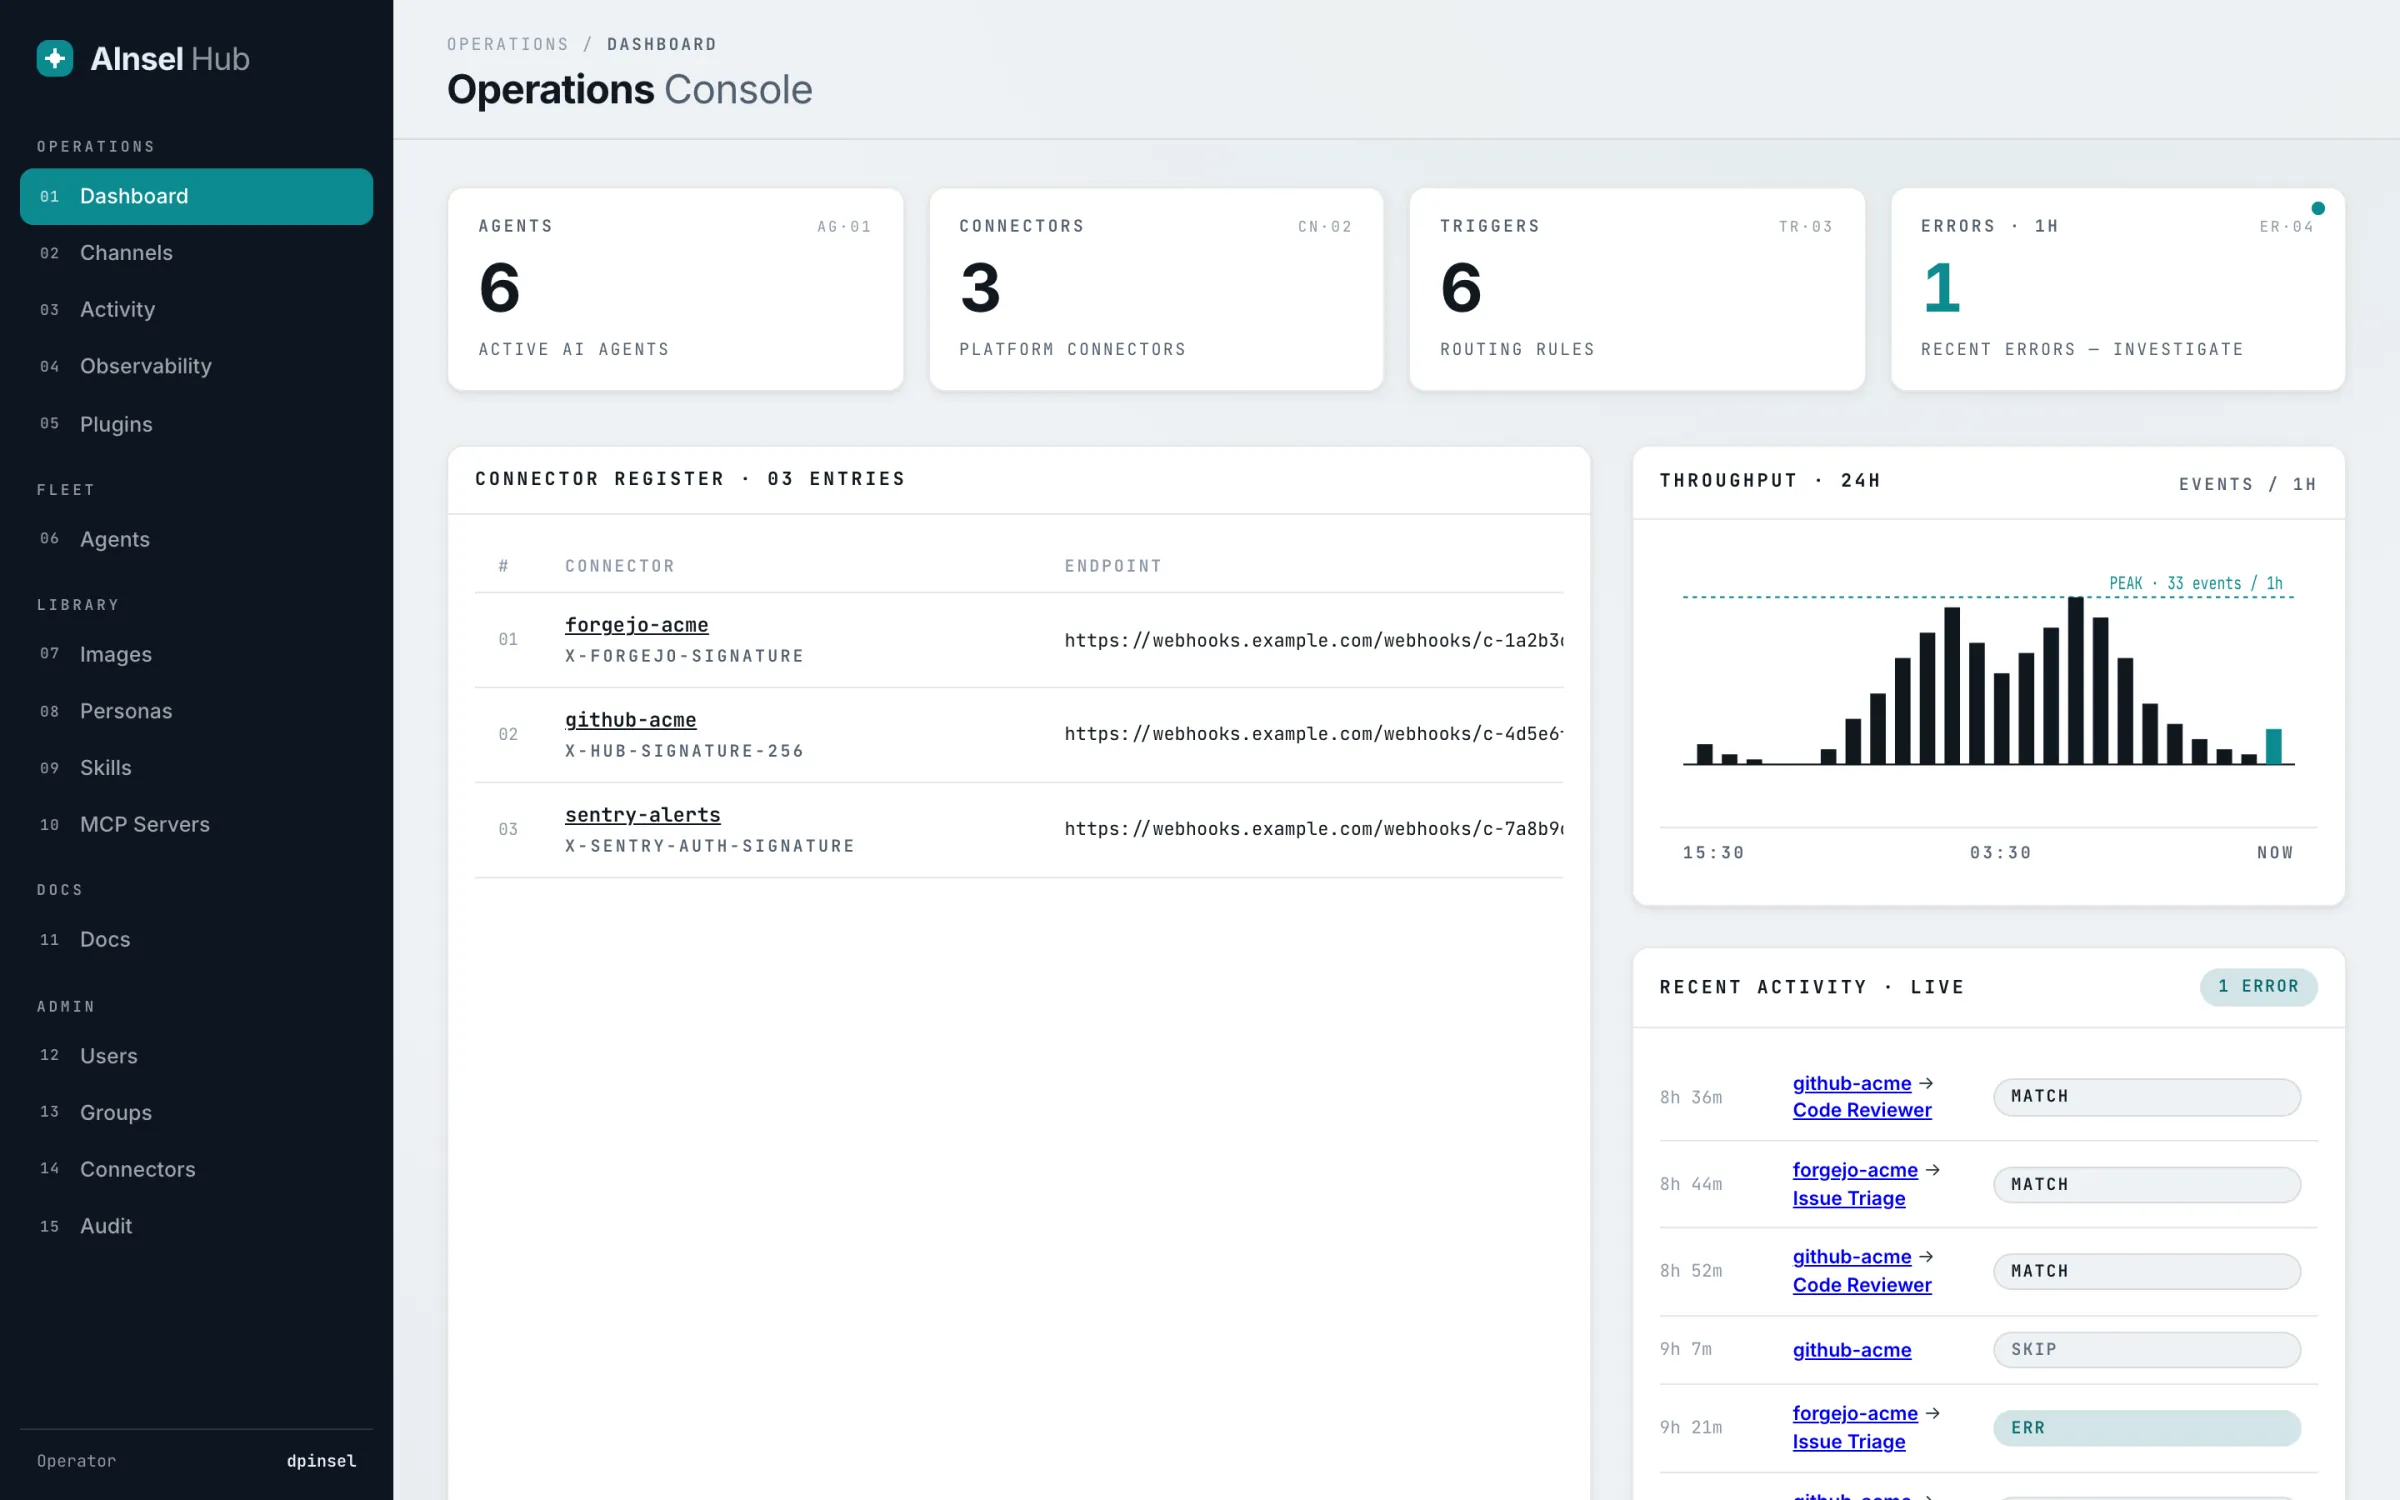 AInsel Hub
OPERATIONS
01 Dashboard
02 Channels
03 Activity
04 Observability
05 Plugins
FLEET
06 Agents
LIBRARY
07 Images
08 Personas
09 Skills
10 MCP Servers
DOCS
11 Docs
ADMIN
12 Users
13 Groups
14 Connectors
15 Audit
Operator dpinsel
OPERATIONS / DASHBOARD
Operations Console
AGENTS AG·01
6
ACTIVE AI AGENTS
CONNECTORS CN·02
3
PLATFORM CONNECTORS
TRIGGERS TR·03
6
ROUTING RULES
ERRORS · 1H ER·04
1
RECENT ERRORS — INVESTIGATE
CONNECTOR REGISTER · 03 ENTRIES
# CONNECTOR ENDPOINT
01 forgejo-acme https://webhooks.example.com/webhooks/c-1a2b3
X-FORGEJO-SIGNATURE
02 github-acme https://webhooks.example.com/webhooks/c-4d5e6
X-HUB-SIGNATURE-256
03 sentry-alerts https://webhooks.example.com/webhooks/c-7a8b9
X-SENTRY-AUTH-SIGNATURE
THROUGHPUT · 24H EVENTS / 1H
PEAK · 33 events / 1h
15:30 03:30 NOW
RECENT ACTIVITY · LIVE 1 ERROR
8h 36m github-acme → Code Reviewer MATCH
8h 44m forgejo-acme → Issue Triage MATCH
8h 52m github-acme → Code Reviewer MATCH
9h 7m github-acme SKIP
9h 21m forgejo-acme → Issue Triage ERR